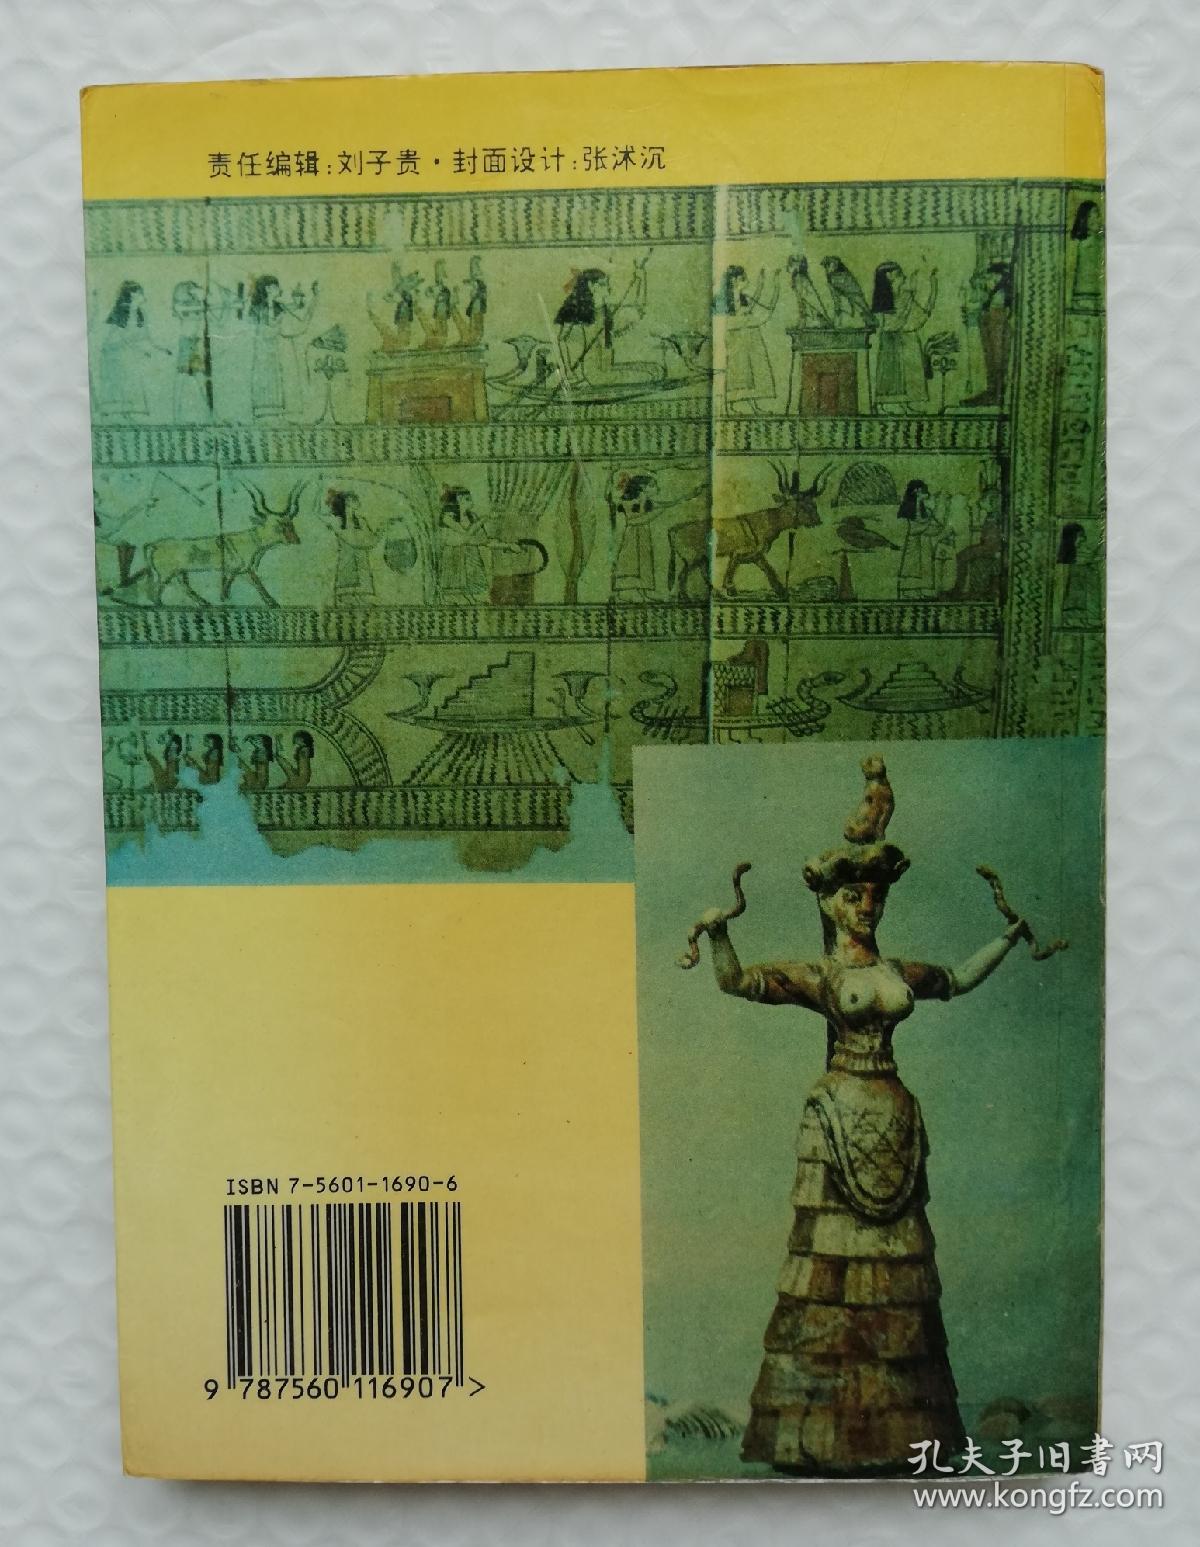 责任编辑:刘子贵·封面设计:张沭沉
ISBN 7-5601-1690-6
9 787560 116907 >
孔夫子旧書网
www.kongfz.com